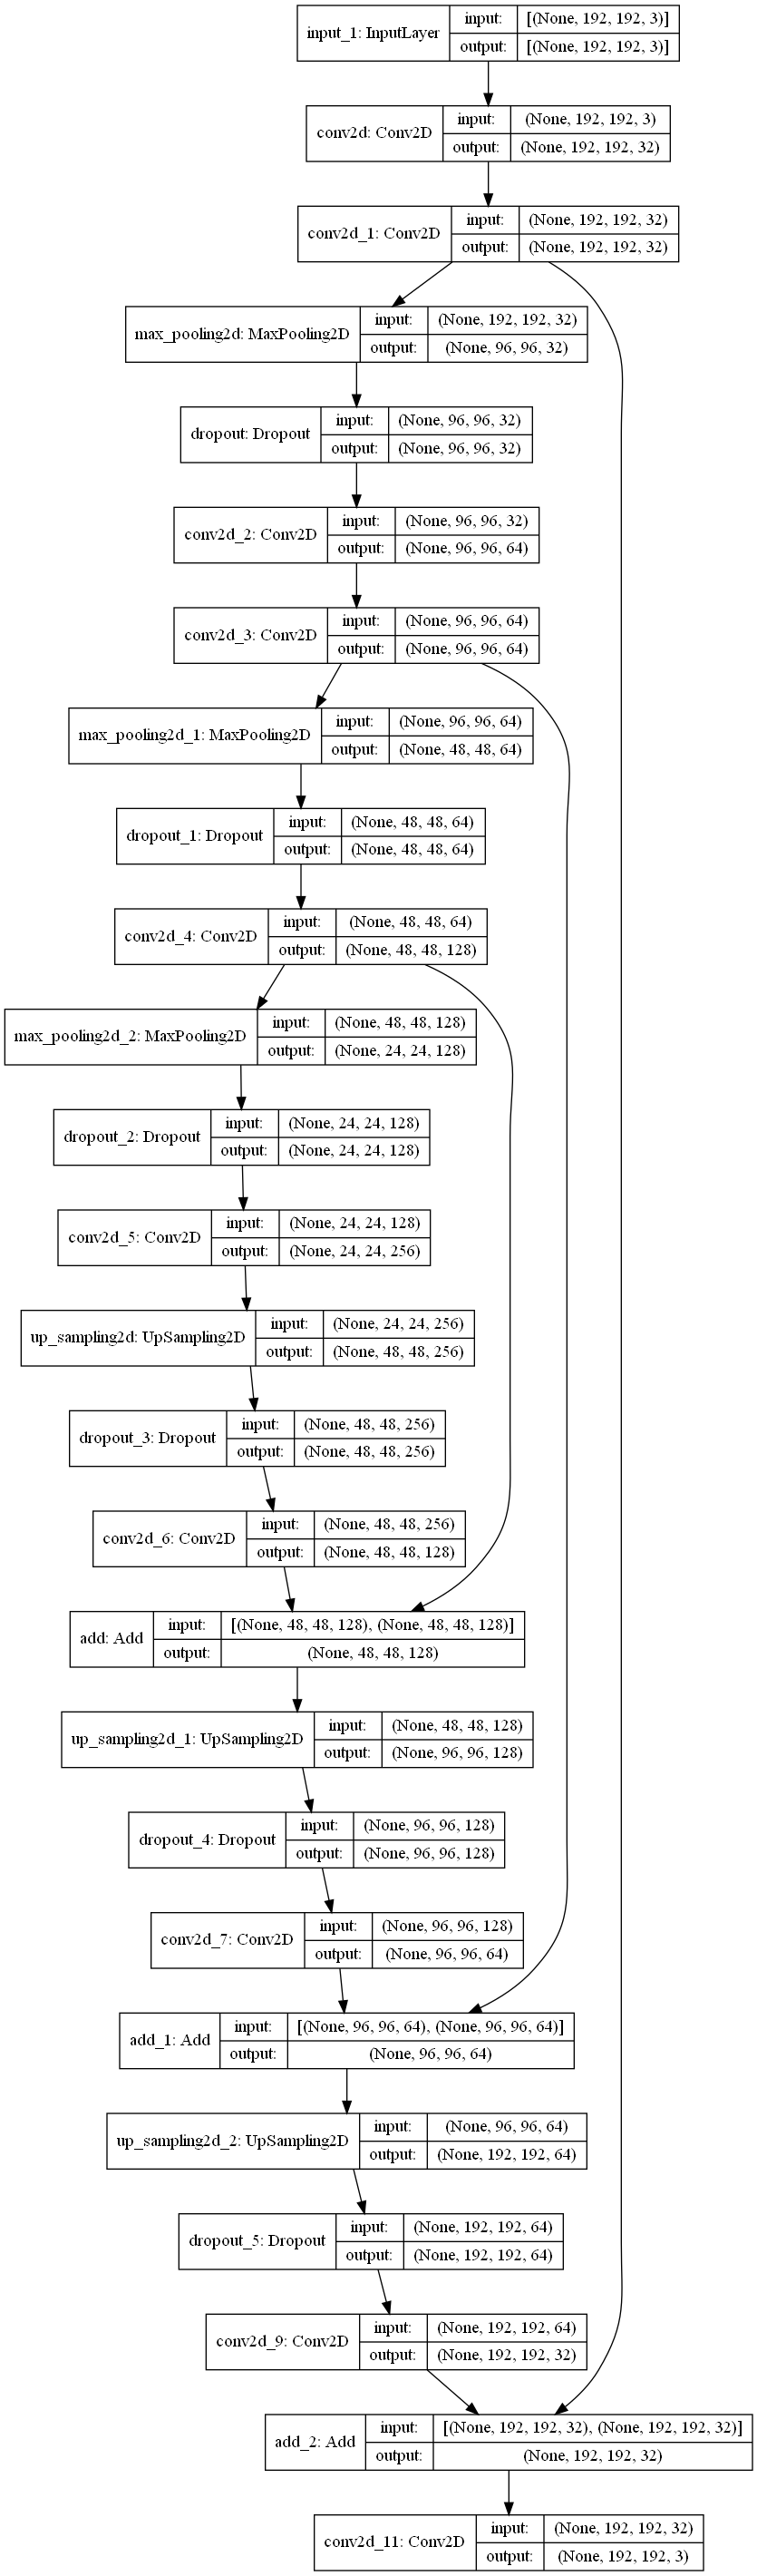 input_1: InputLayer
input: [(None, 192, 192, 3)]
output: [(None, 192, 192, 3)]
conv2d: Conv2D
input: (None, 192, 192, 3)
output: (None, 192, 192, 32)
conv2d_1: Conv2D
input: (None, 192, 192, 32)
output: (None, 192, 192, 32)
max_pooling2d: MaxPooling2D
input: (None, 192, 192, 32)
output: (None, 96, 96, 32)
dropout: Dropout
input: (None, 96, 96, 32)
output: (None, 96, 96, 32)
conv2d_2: Conv2D
input: (None, 96, 96, 32)
output: (None, 96, 96, 64)
conv2d_3: Conv2D
input: (None, 96, 96, 64)
output: (None, 96, 96, 64)
max_pooling2d_1: MaxPooling2D
input: (None, 96, 96, 64)
output: (None, 48, 48, 64)
dropout_1: Dropout
input: (None, 48, 48, 64)
output: (None, 48, 48, 64)
conv2d_4: Conv2D
input: (None, 48, 48, 64)
output: (None, 48, 48, 128)
max_pooling2d_2: MaxPooling2D
input: (None, 48, 48, 128)
output: (None, 24, 24, 128)
dropout_2: Dropout
input: (None, 24, 24, 128)
output: (None, 24, 24, 128)
conv2d_5: Conv2D
input: (None, 24, 24, 128)
output: (None, 24, 24, 256)
up_sampling2d: UpSampling2D
input: (None, 24, 24, 256)
output: (None, 48, 48, 256)
dropout_3: Dropout
input: (None, 48, 48, 256)
output: (None, 48, 48, 256)
conv2d_6: Conv2D
input: (None, 48, 48, 256)
output: (None, 48, 48, 128)
add: Add
input: [(None, 48, 48, 128), (None, 48, 48, 128)]
output: (None, 48, 48, 128)
up_sampling2d_1: UpSampling2D
input: (None, 48, 48, 128)
output: (None, 96, 96, 128)
dropout_4: Dropout
input: (None, 96, 96, 128)
output: (None, 96, 96, 128)
conv2d_7: Conv2D
input: (None, 96, 96, 128)
output: (None, 96, 96, 64)
add_1: Add
input: [(None, 96, 96, 64), (None, 96, 96, 64)]
output: (None, 96, 96, 64)
up_sampling2d_2: UpSampling2D
input: (None, 96, 96, 64)
output: (None, 192, 192, 64)
dropout_5: Dropout
input: (None, 192, 192, 64)
output: (None, 192, 192, 64)
conv2d_9: Conv2D
input: (None, 192, 192, 64)
output: (None, 192, 192, 32)
add_2: Add
input: [(None, 192, 192, 32), (None, 192, 192, 32)]
output: (None, 192, 192, 32)
conv2d_11: Conv2D
input: (None, 192, 192, 32)
output: (None, 192, 192, 3)